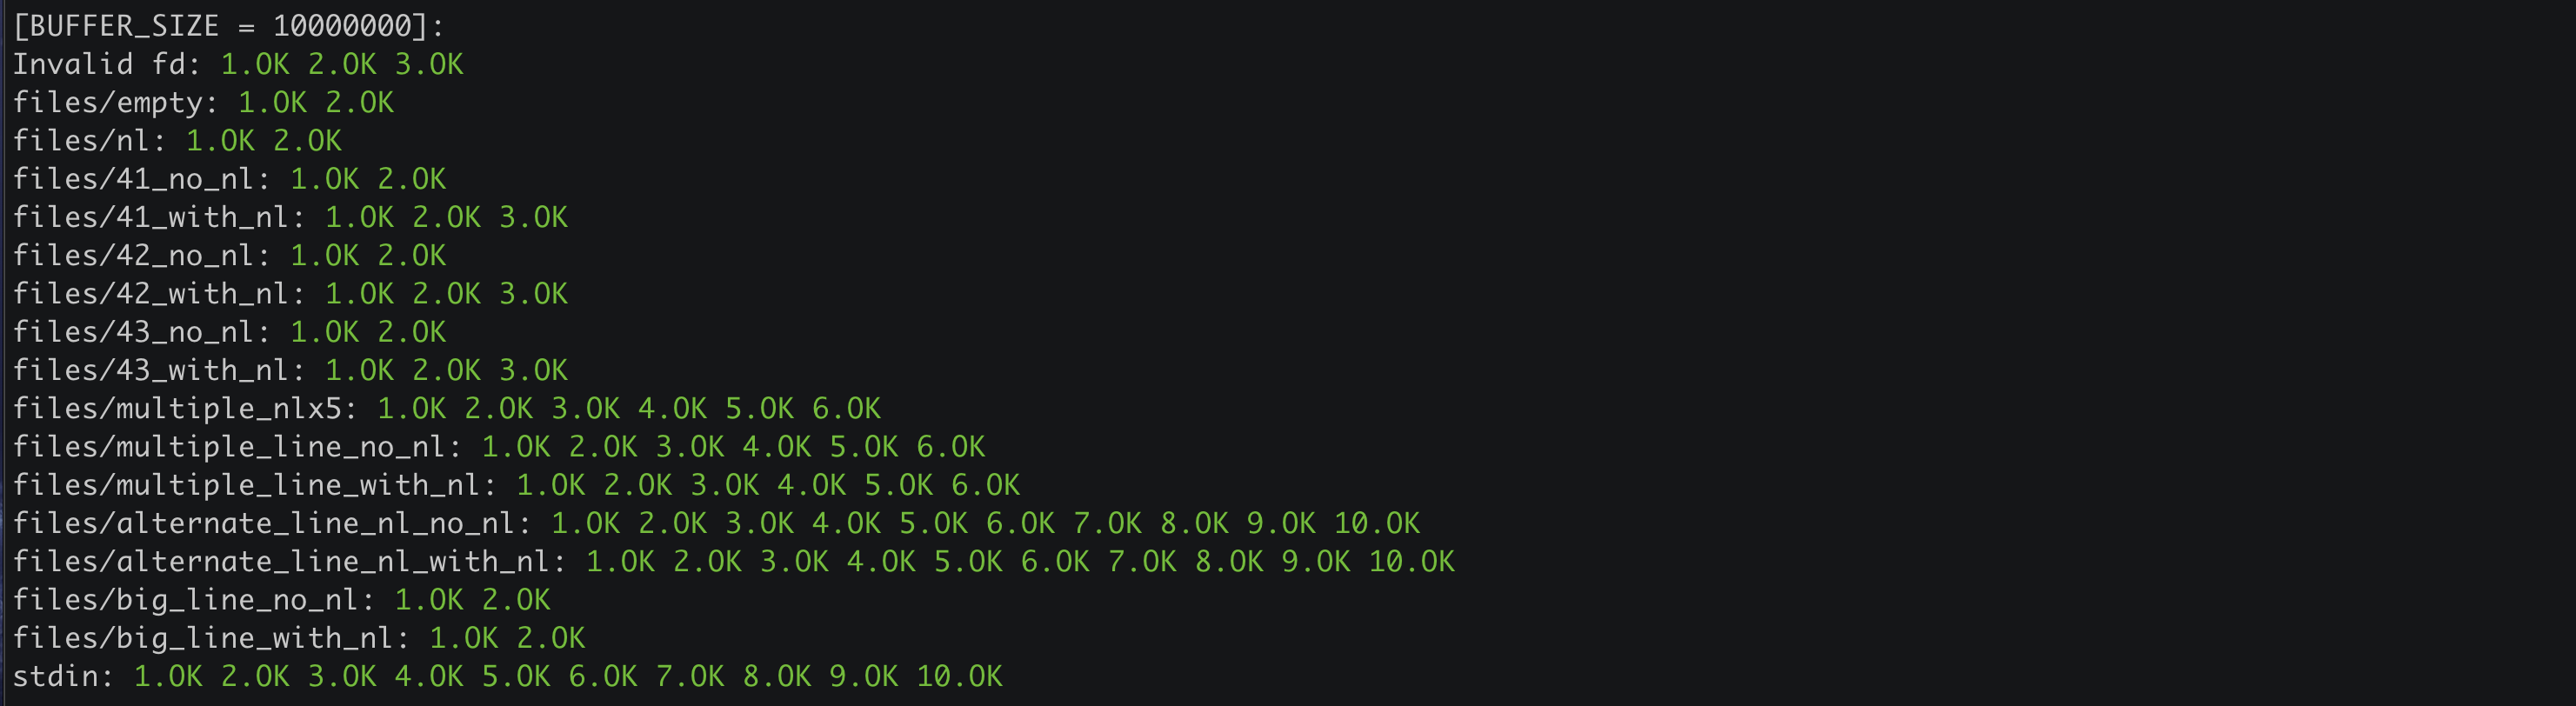 [BUFFER_SIZE = 10000000]:
Invalid fd: 1.OK 2.OK 3.OK
files/empty: 1.OK 2.OK
files/nl: 1.OK 2.OK
files/41_no_nl: 1.OK 2.OK
files/41_with_nl: 1.OK 2.OK 3.OK
files/42_no_nl: 1.OK 2.OK
files/42_with_nl: 1.OK 2.OK 3.OK
files/43_no_nl: 1.OK 2.OK
files/43_with_nl: 1.OK 2.OK 3.OK
files/multiple_nlx5: 1.OK 2.OK 3.OK 4.OK 5.OK 6.OK
files/multiple_line_no_nl: 1.OK 2.OK 3.OK 4.OK 5.OK 6.OK
files/multiple_line_with_nl: 1.OK 2.OK 3.OK 4.OK 5.OK 6.OK
files/alternate_line_nl_no_nl: 1.OK 2.OK 3.OK 4.OK 5.OK 6.OK 7.OK 8.OK 9.OK 10.OK
files/alternate_line_nl_with_nl: 1.OK 2.OK 3.OK 4.OK 5.OK 6.OK 7.OK 8.OK 9.OK 10.OK
files/big_line_no_nl: 1.OK 2.OK
files/big_line_with_nl: 1.OK 2.OK
stdin: 1.OK 2.OK 3.OK 4.OK 5.OK 6.OK 7.OK 8.OK 9.OK 10.OK